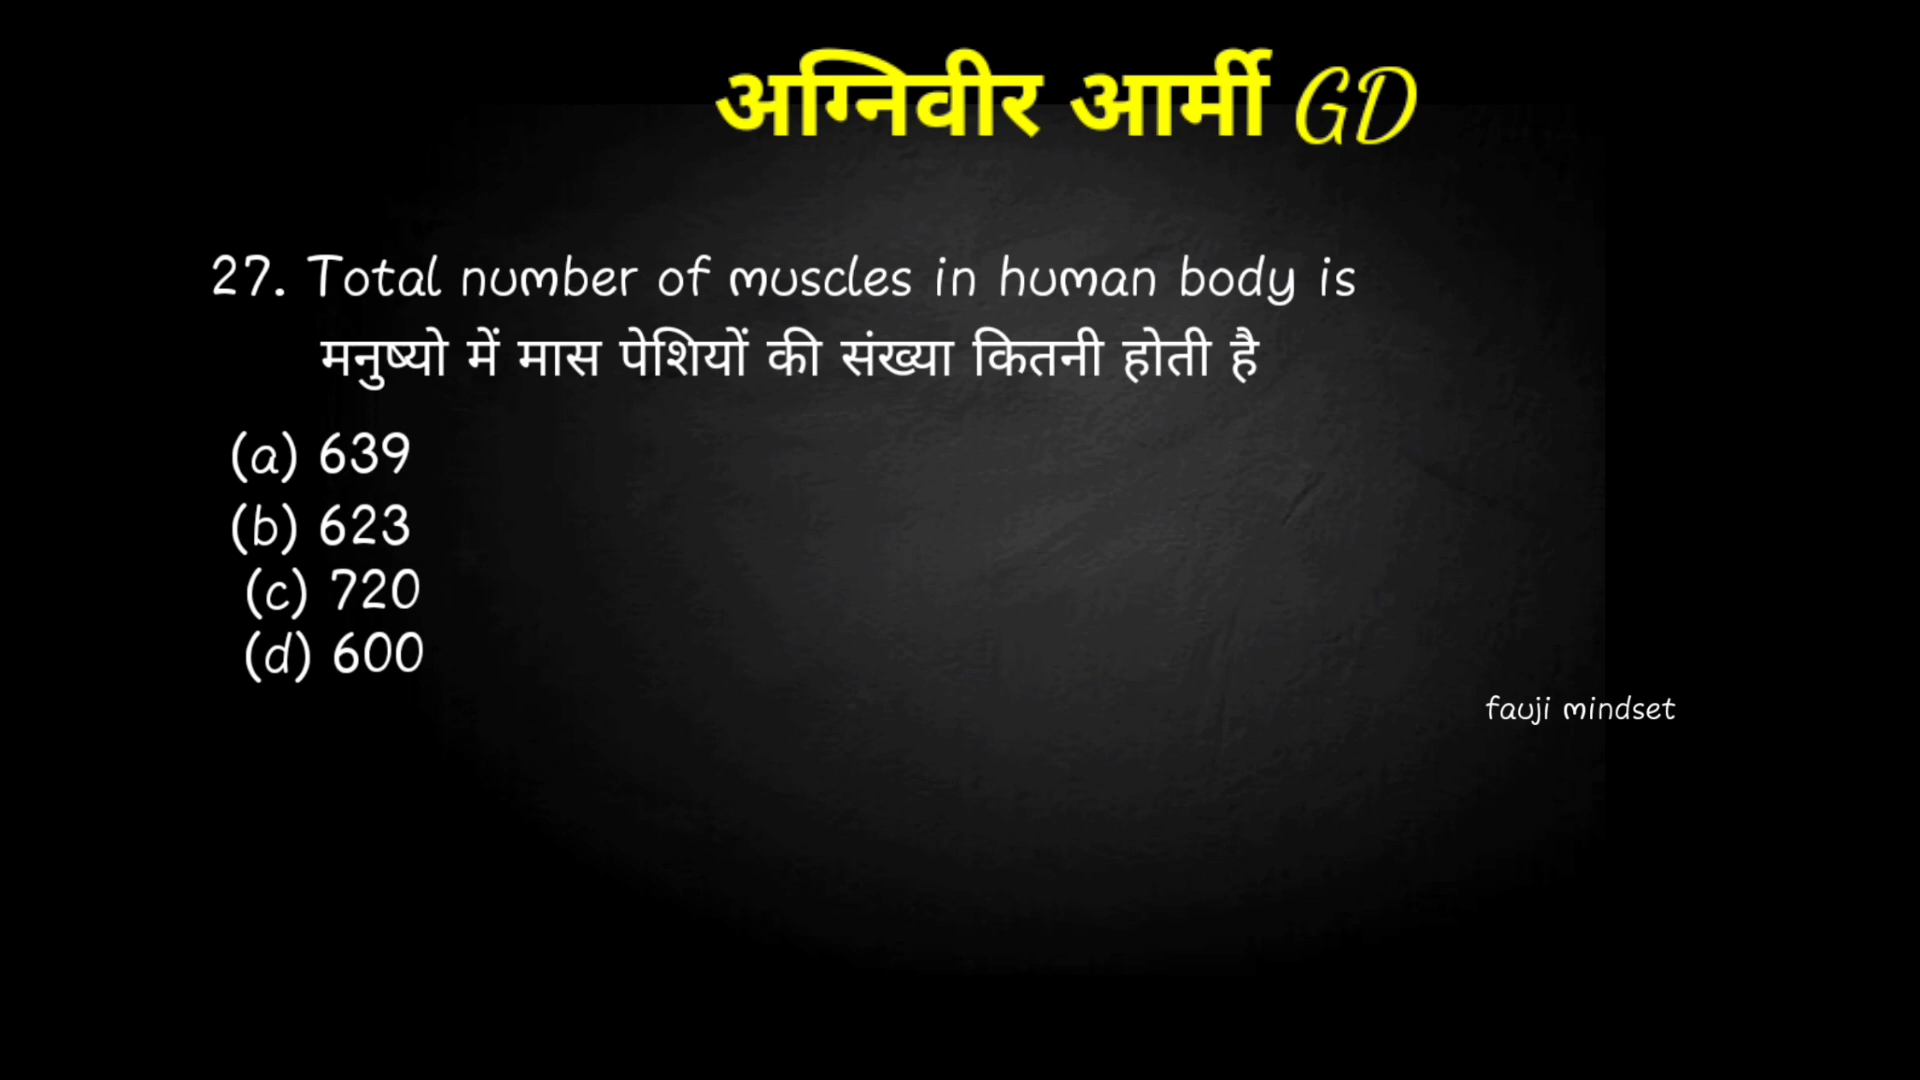 अग्निवीर आर्मी GD
27. Total number of muscles in human body is
मनुष्यो में मास पेशियों की संख्या कितनी होती है
(a) 639
(b) 623
(c) 720
(d) 600
fauji mindset